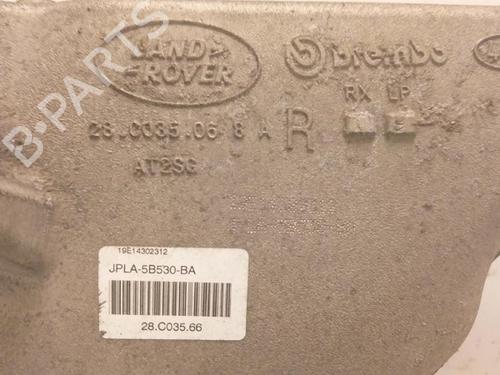 B-PARTS
LAND
ROVER
brembo
RX LP
28.C035.06 8 A R
AT2SG
19E14302312
JPLA-5B530-BA
28.C035.66